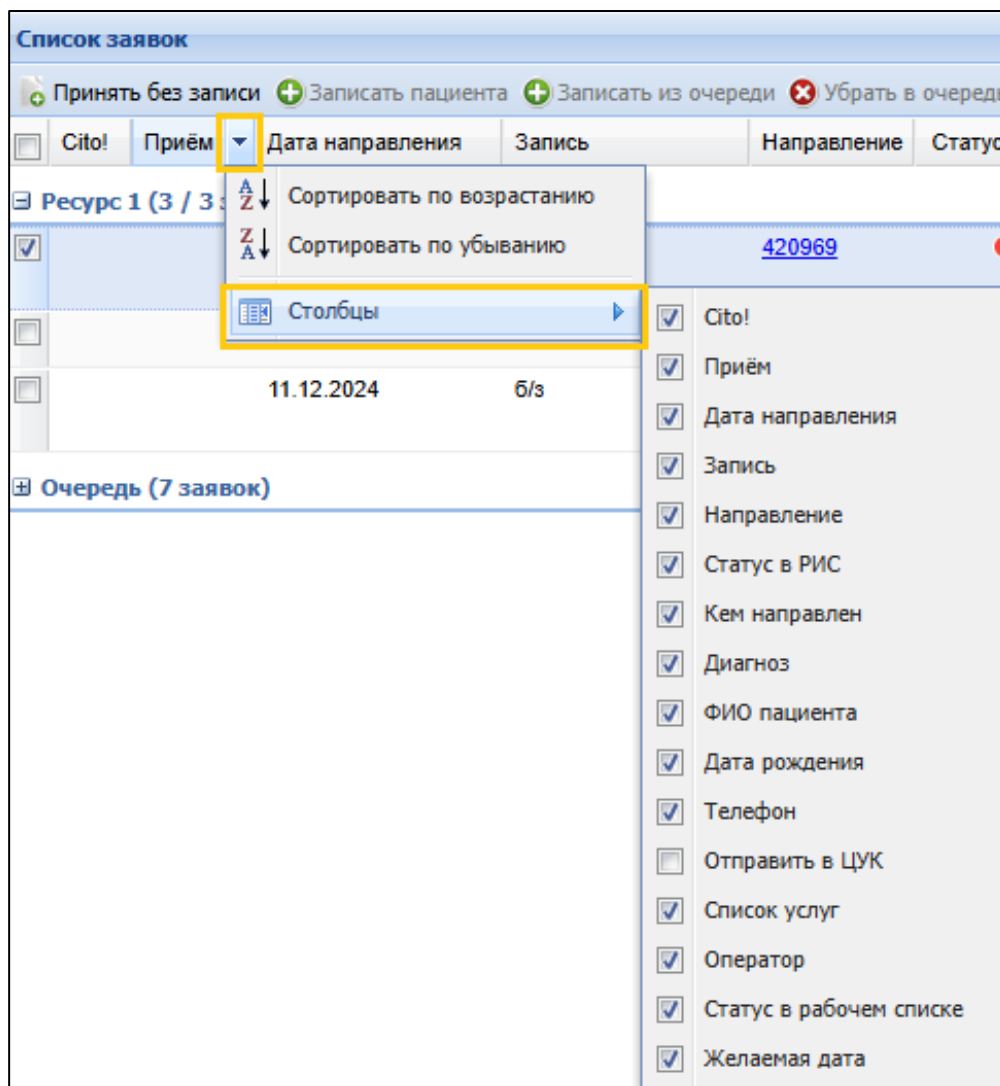 Список заявок
Принять без записи Записать пациента Записать из очереди Убрать в очередь
Cito! Приём Дата направления Запись Направление Статус
Ресурс 1 (3 / 3
Сортировать по возрастанию
Сортировать по убыванию
420969
Столбцы
11.12.2024 б/з
Очередь (7 заявок)
Cito!
Приём
Дата направления
Запись
Направление
Статус в РИС
Кем направлен
Диагноз
ФИО пациента
Дата рождения
Телефон
Отправить в ЦУК
Список услуг
Оператор
Статус в рабочем списке
Желаемая дата